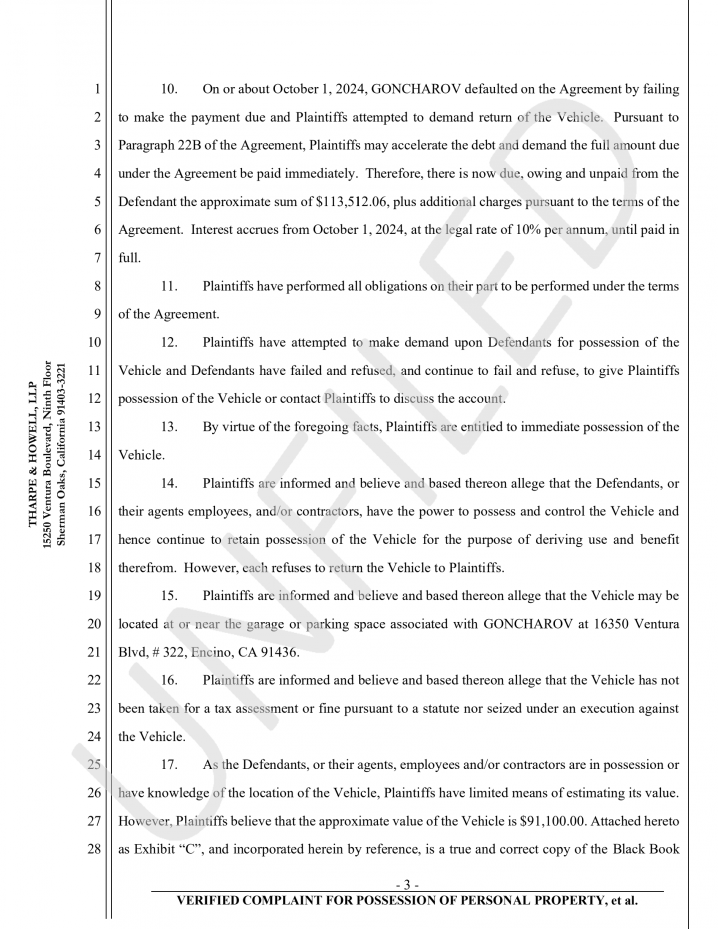 1 10. On or about October 1, 2024, GONCHAROV defaulted on the Agreement by failing
2 to make the payment due and Plaintiffs attempted to demand return of the Vehicle. Pursuant to
3 Paragraph 22B of the Agreement, Plaintiffs may accelerate the debt and demand the full amount due
4 under the Agreement be paid immediately. Therefore, there is now due, owing and unpaid from the
5 Defendant the approximate sum of $113,512.06, plus additional charges pursuant to the terms of the
6 Agreement. Interest accrues from October 1, 2024, at the legal rate of 10% per annum, until paid in
7 full.
8 11. Plaintiffs have performed all obligations on their part to be performed under the terms
9 of the Agreement.
10 12. Plaintiffs have attempted to make demand upon Defendants for possession of the
11 Vehicle and Defendants have failed and refused, and continue to fail and refuse, to give Plaintiffs
12 possession of the Vehicle or contact Plaintiffs to discuss the account.
13 13. By virtue of the foregoing facts, Plaintiffs are entitled to immediate possession of the
14 Vehicle.
15 14. Plaintiffs are informed and believe and based thereon allege that the Defendants, or
16 their agents employees, and/or contractors, have the power to possess and control the Vehicle and
17 hence continue to retain possession of the Vehicle for the purpose of deriving use and benefit
18 therefrom. However, each refuses to return the Vehicle to Plaintiffs.
19 15. Plaintiffs are informed and believe and based thereon allege that the Vehicle may be
20 located at or near the garage or parking space associated with GONCHAROV at 16350 Ventura
21 Blvd, # 322, Encino, CA 91436.
22 16. Plaintiffs are informed and believe and based thereon allege that the Vehicle has not
23 been taken for a tax assessment or fine pursuant to a statute nor seized under an execution against
24 the Vehicle.
25 17. As the Defendants, or their agents, employees and/or contractors are in possession or
26 have knowledge of the location of the Vehicle, Plaintiffs have limited means of estimating its value.
27 However, Plaintiffs believe that the approximate value of the Vehicle is $91,100.00. Attached hereto
28 as Exhibit “C”, and incorporated herein by reference, is a true and correct copy of the Black Book
- 3 -
VERIFIED COMPLAINT FOR POSSESSION OF PERSONAL PROPERTY, et al.
THARPE & HOWELL, LLP
15250 Ventura Boulevard, Ninth Floor
Sherman Oaks, California 91403-3221
UNFILED